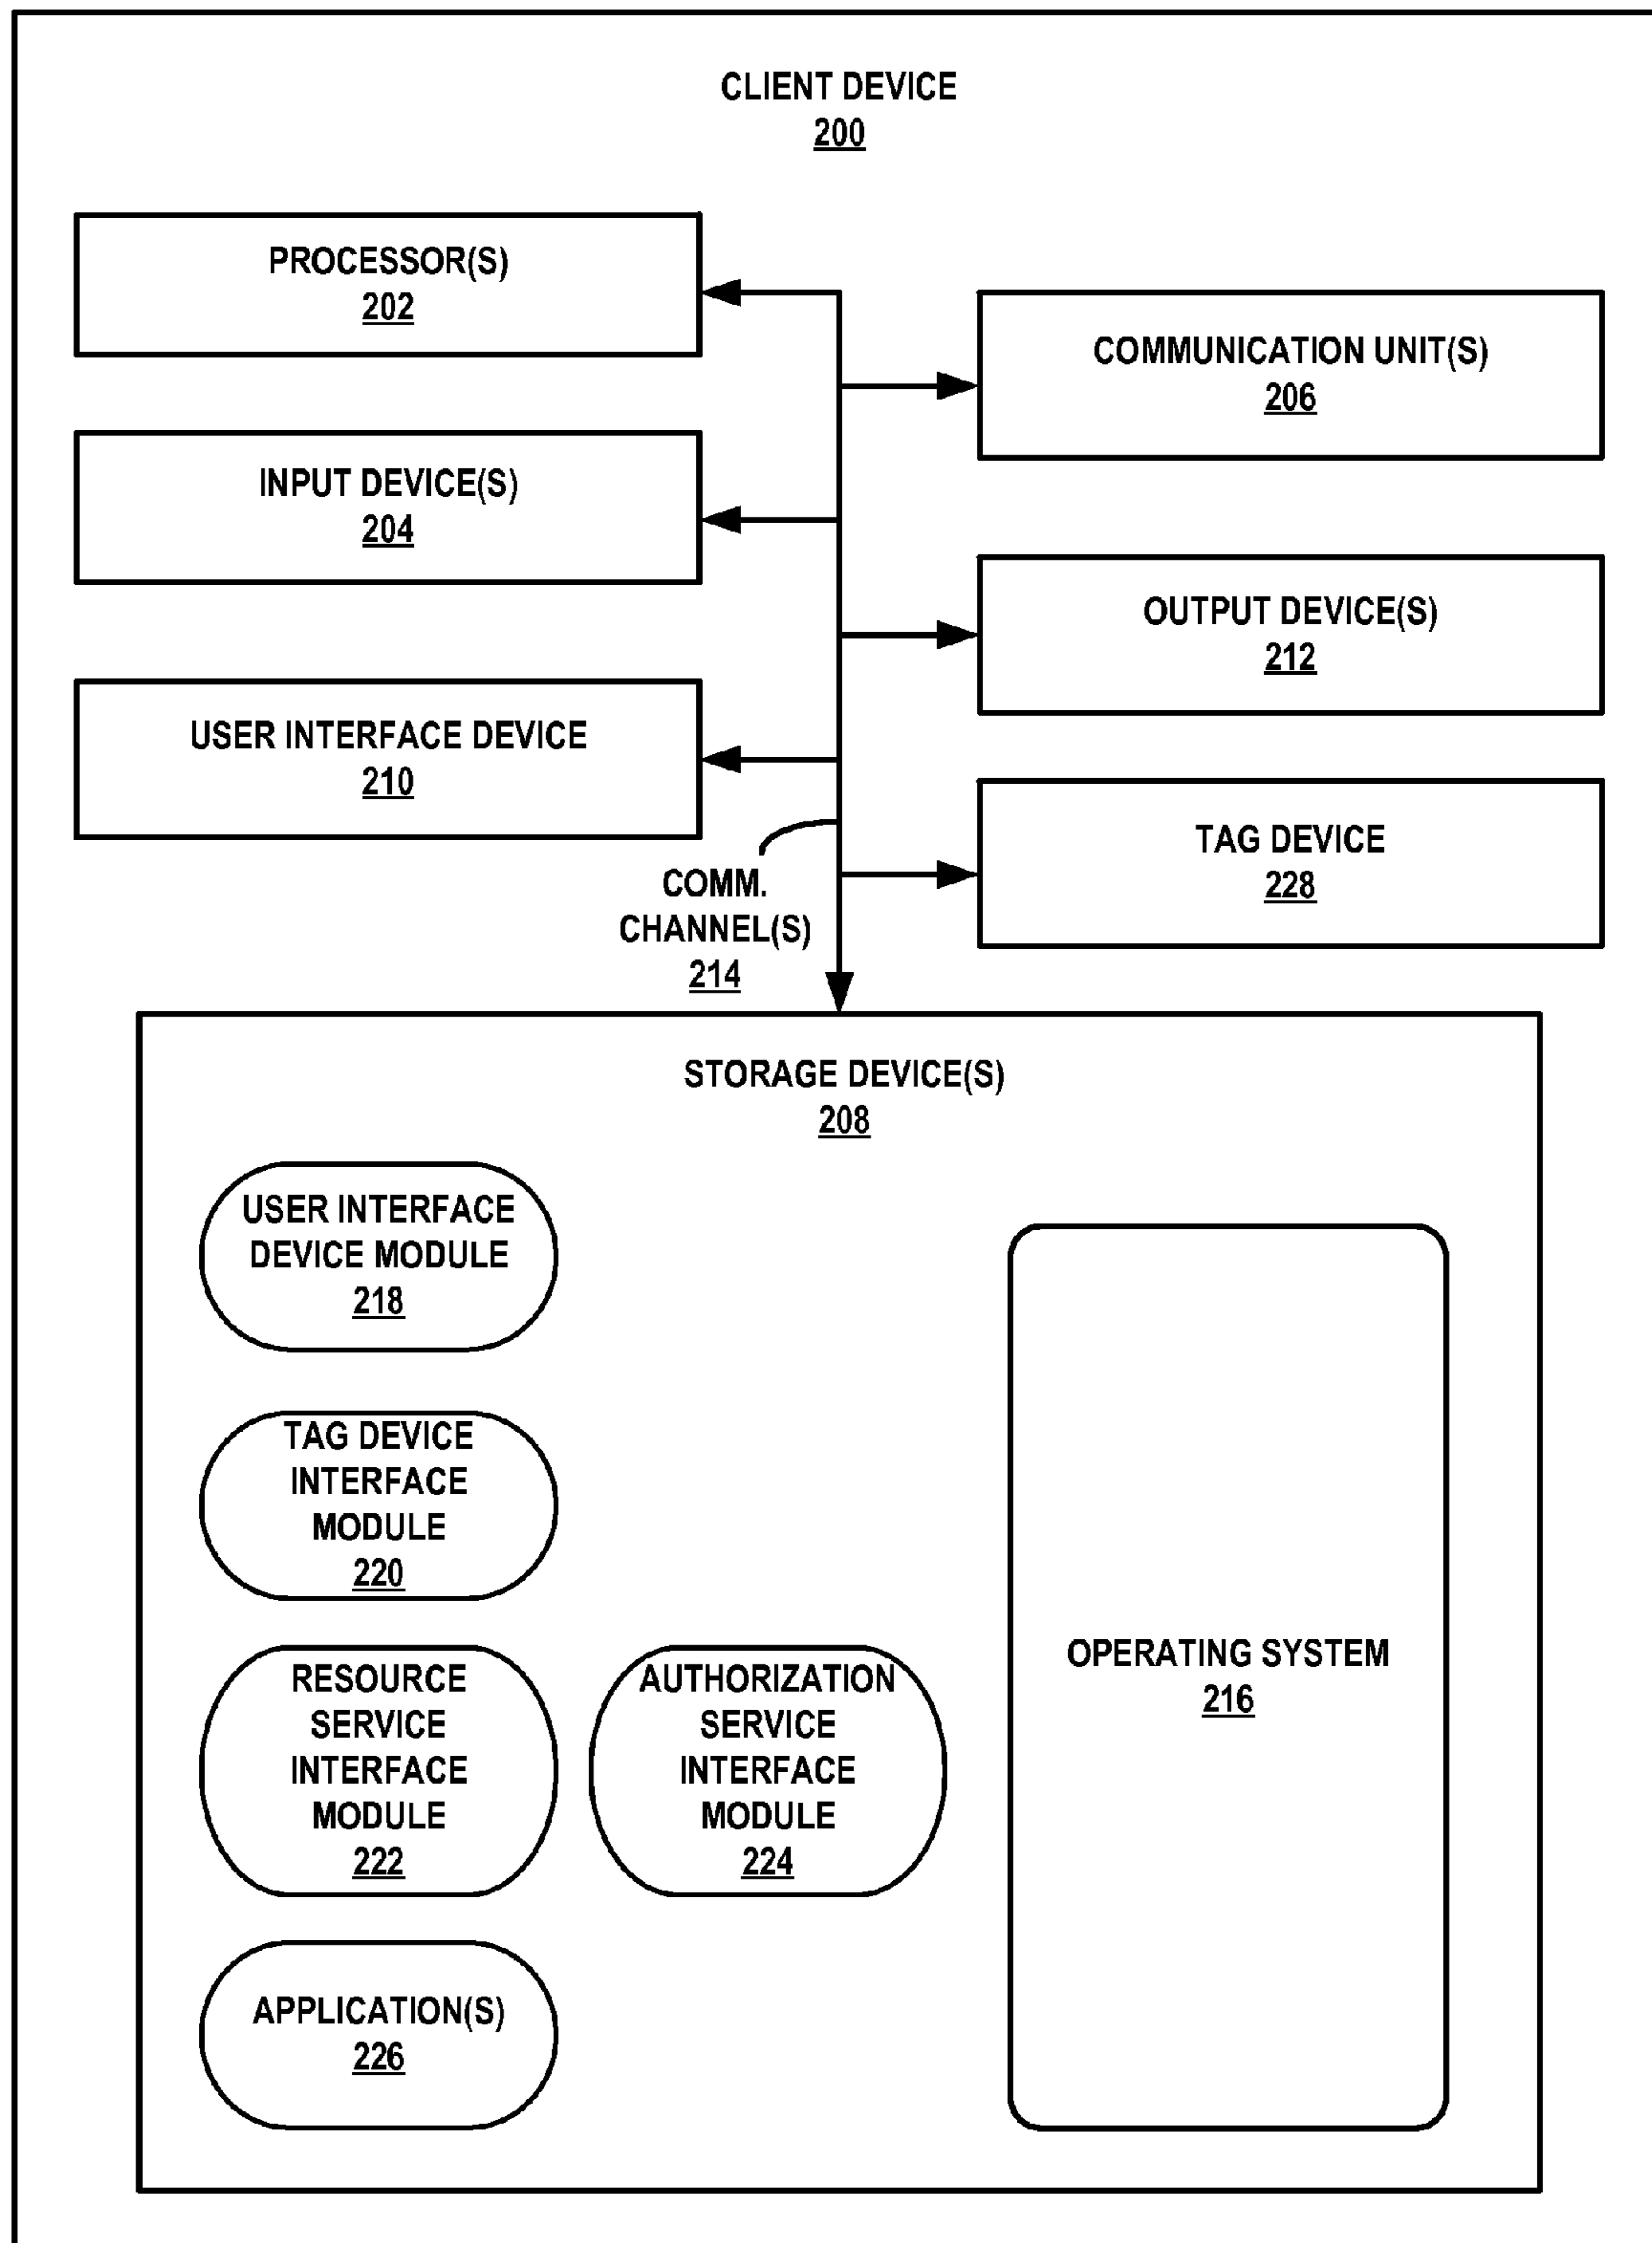 CLIENT DEVICE
200
PROCESSOR(S)
202
COMMUNICATION UNIT(S)
206
INPUT DEVICE(S)
204
OUTPUT DEVICE(S)
212
USER INTERFACE DEVICE
210
TAG DEVICE
228
COMM.
CHANNEL(S)
214
STORAGE DEVICE(S)
208
USER INTERFACE
DEVICE MODULE
218
TAG DEVICE
INTERFACE
MODULE
220
RESOURCE
SERVICE
INTERFACE
MODULE
222
AUTHORIZATION
SERVICE
INTERFACE
MODULE
224
OPERATING SYSTEM
216
APPLICATION(S)
226